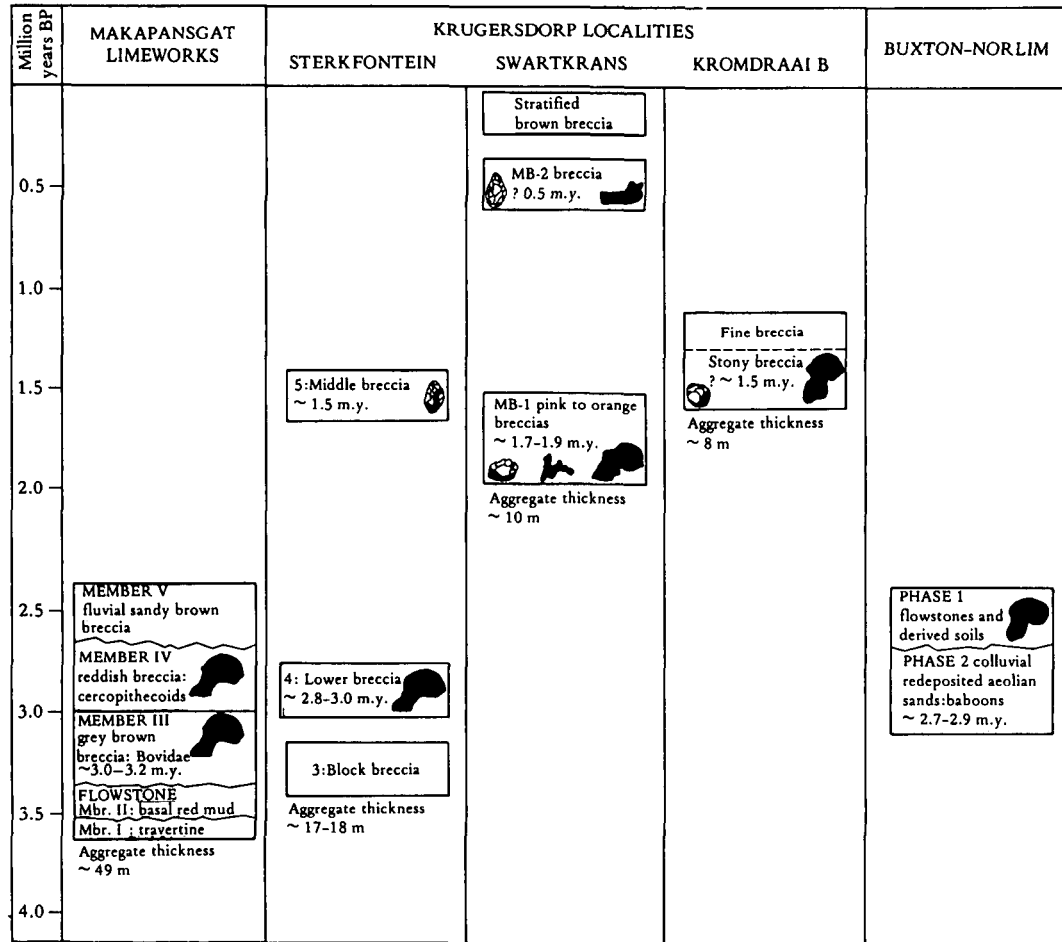 Million
years BP
MAKAPANSGAT
LIMEWORKS
KRUGERSDORP LOCALITIES
STERKFONTEIN
SWARTKRANS
KROMDRAAI B
BUXTON–NORLIM
0.5
1.0
1.5
2.0
2.5
3.0
3.5
4.0
MEMBER V
fluvial sandy brown
breccia
MEMBER IV
reddish breccia:
cercopithecoids
MEMBER III
grey brown
breccia: Bovidae
~3.0–3.2 m.y.
FLOWSTONE
Mbr. II: basal red mud
Mbr. I : travertine
Aggregate thickness
~ 49 m
5:Middle breccia
~ 1.5 m.y.
4: Lower breccia
~ 2.8–3.0 m.y.
3:Block breccia
Aggregate thickness
~ 17–18 m
Stratified
brown breccia
MB-2 breccia
? 0.5 m.y.
MB-1 pink to orange
breccias
~ 1.7–1.9 m.y.
Aggregate thickness
~ 10 m
Fine breccia
Stony breccia
? ~ 1.5 m.y.
Aggregate thickness
~ 8 m
PHASE 1
flowstones and
derived soils
PHASE 2 colluvial
redeposited aeolian
sands:baboons
~ 2.7–2.9 m.y.